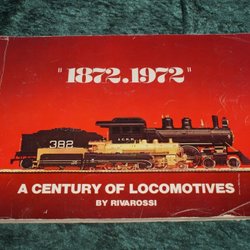 "1872.1972"
382
A CENTURY OF LOCOMOTIVES
BY RIVAROSSI